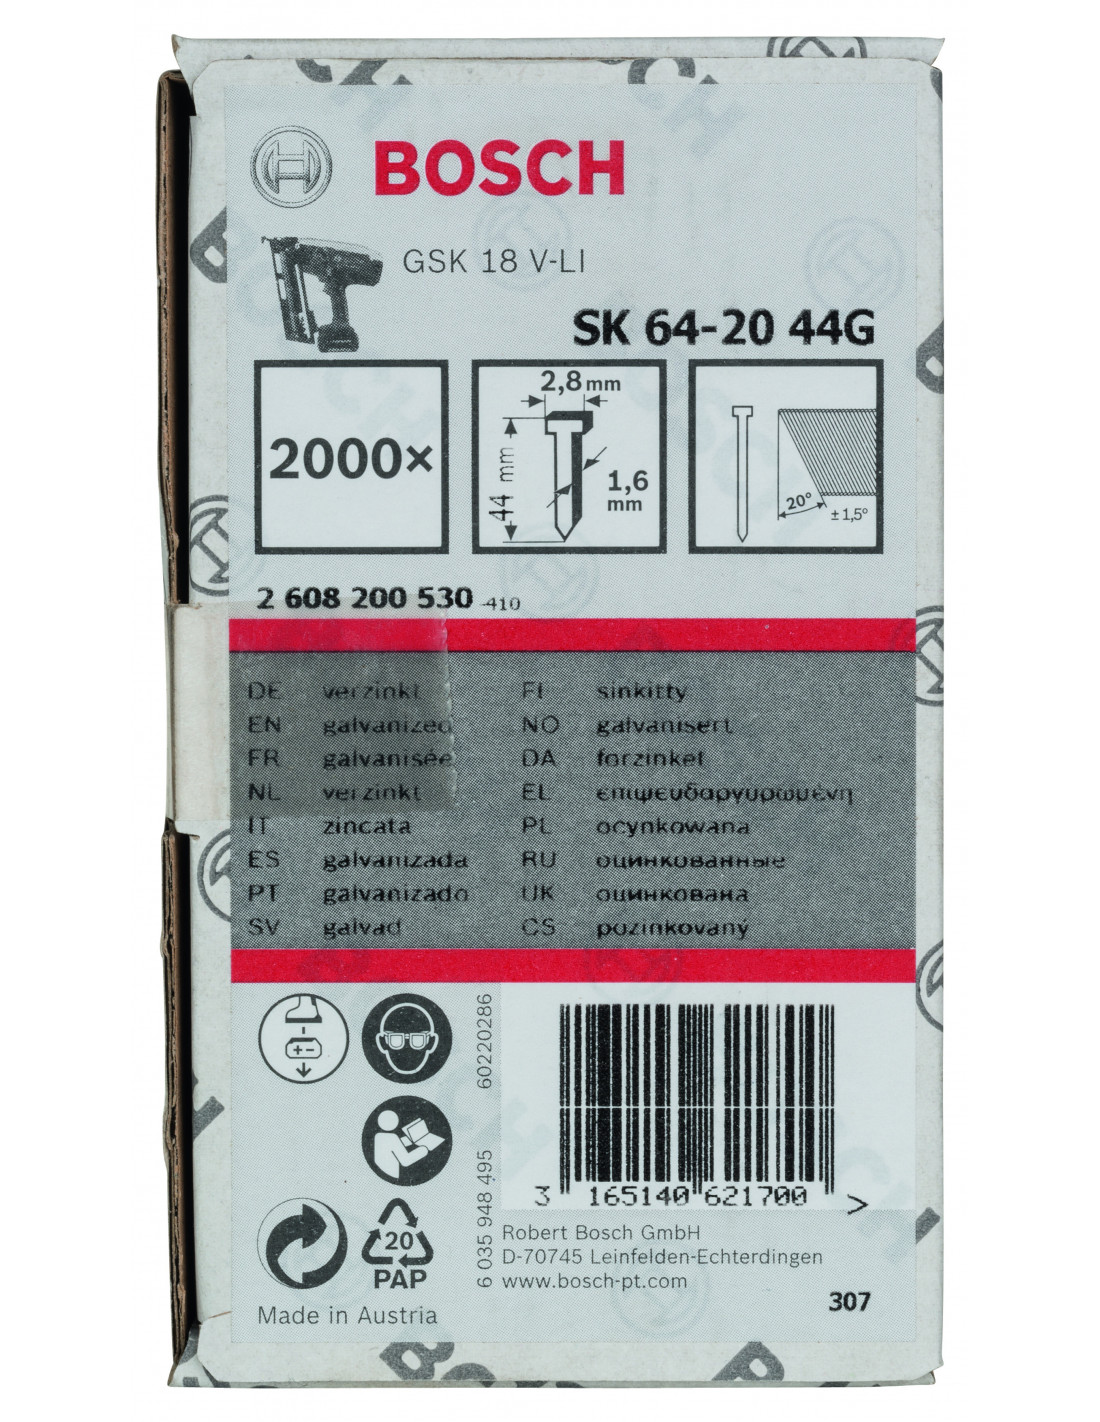 BOSCH
GSK 18 V-LI
SK 64-20 44G
2000×
2,8 mm
44 mm
1,6 mm
20°
± 1,5°
2 608 200 530 -410
DE verzinkt FI sinkitty
EN galvanized NO galvanisert
FR galvanisée DA forzinket
NL verzinkt EL επιψευδαργυρωμένη
IT zincata PL ocynkowana
ES galvanizada RU оцинкованные
PT galvanizado UK оцинкована
SV galvad CS pozinkovaný
60220286
6 035 948 495
3 165140 621700 >
Robert Bosch GmbH
D-70745 Leinfelden-Echterdingen
www.bosch-pt.com
20
PAP
Made in Austria
307